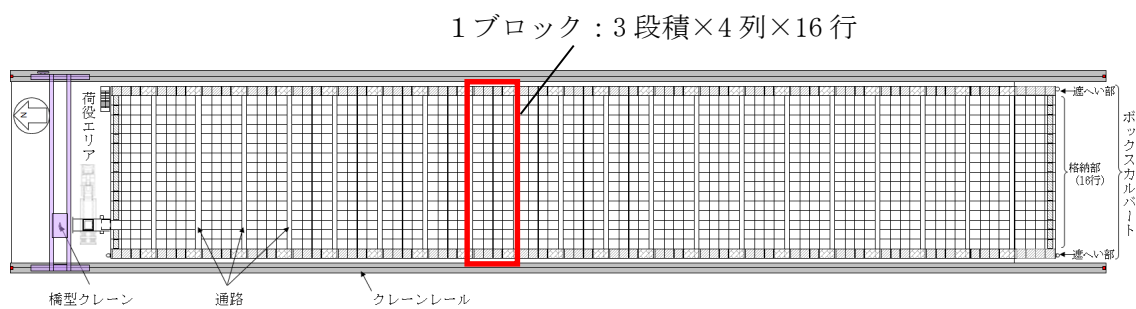 1ブロック：3段積×4列×16行
荷役エリア
N
遮へい部
ボックスカルバート
格納部
(16行)
遮へい部
橋型クレーン
通路
クレーンレール